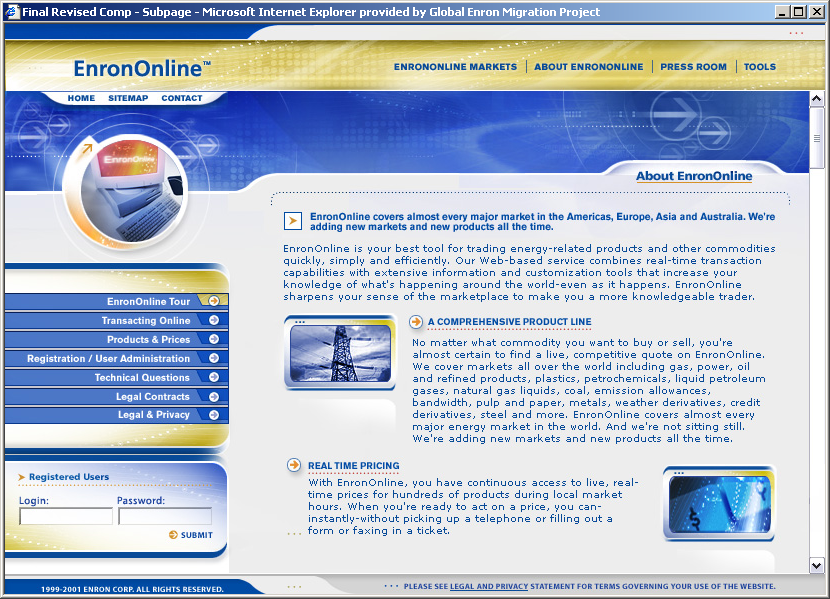 Final Revised Comp - Subpage - Microsoft Internet Explorer provided by Global Enron Migration Project
EnronOnline™
ENRONONLINE MARKETS | ABOUT ENRONONLINE | PRESS ROOM | TOOLS
HOME SITEMAP CONTACT
EnronOnline
About EnronOnline
EnronOnline covers almost every major market in the Americas, Europe, Asia and Australia. We're
adding new markets and new products all the time.
EnronOnline is your best tool for trading energy-related products and other commodities
quickly, simply and efficiently. Our Web-based service combines real-time transaction
capabilities with extensive information and customization tools that increase your
knowledge of what's happening around the world-even as it happens. EnronOnline
sharpens your sense of the marketplace to make you a more knowledgeable trader.
EnronOnline Tour
Transacting Online
Products & Prices
Registration / User Administration
Technical Questions
Legal Contracts
Legal & Privacy
A COMPREHENSIVE PRODUCT LINE
No matter what commodity you want to buy or sell, you're
almost certain to find a live, competitive quote on EnronOnline.
We cover markets all over the world including gas, power, oil
and refined products, plastics, petrochemicals, liquid petroleum
gases, natural gas liquids, coal, emission allowances,
bandwidth, pulp and paper, metals, weather derivatives, credit
derivatives, steel and more. EnronOnline covers almost every
major energy market in the world. And we're not sitting still.
We're adding new markets and new products all the time.
Registered Users
Login: Password:
SUBMIT
REAL TIME PRICING
With EnronOnline, you have continuous access to live, real-
time prices for hundreds of products during local market
hours. When you're ready to act on a price, you can-
instantly-without picking up a telephone or filling out a
form or faxing in a ticket.
1999-2001 ENRON CORP. ALL RIGHTS RESERVED.
PLEASE SEE LEGAL AND PRIVACY STATEMENT FOR TERMS GOVERNING YOUR USE OF THE WEBSITE.